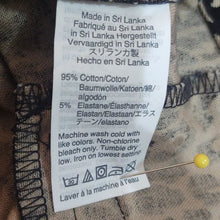 Made in Sri Lanka
Fabriqué au Sri Lanka
In Sri Lanka Hergestellt
Vervaardigd in Sri Lanka
スリランカ製
Hecho en Sri Lanka
95% Cotton/Coton/
Baumwolle/Katoen/綿/
algodón
5% Elastane/Élasthanne/
Elastan/Elastaan/エラス
テーン/elastano
Machine wash cold with
like colors. Non-chlorine
bleach only. Tumble dry
low. Iron on lowest setting
Lavar à la machine à l'eau